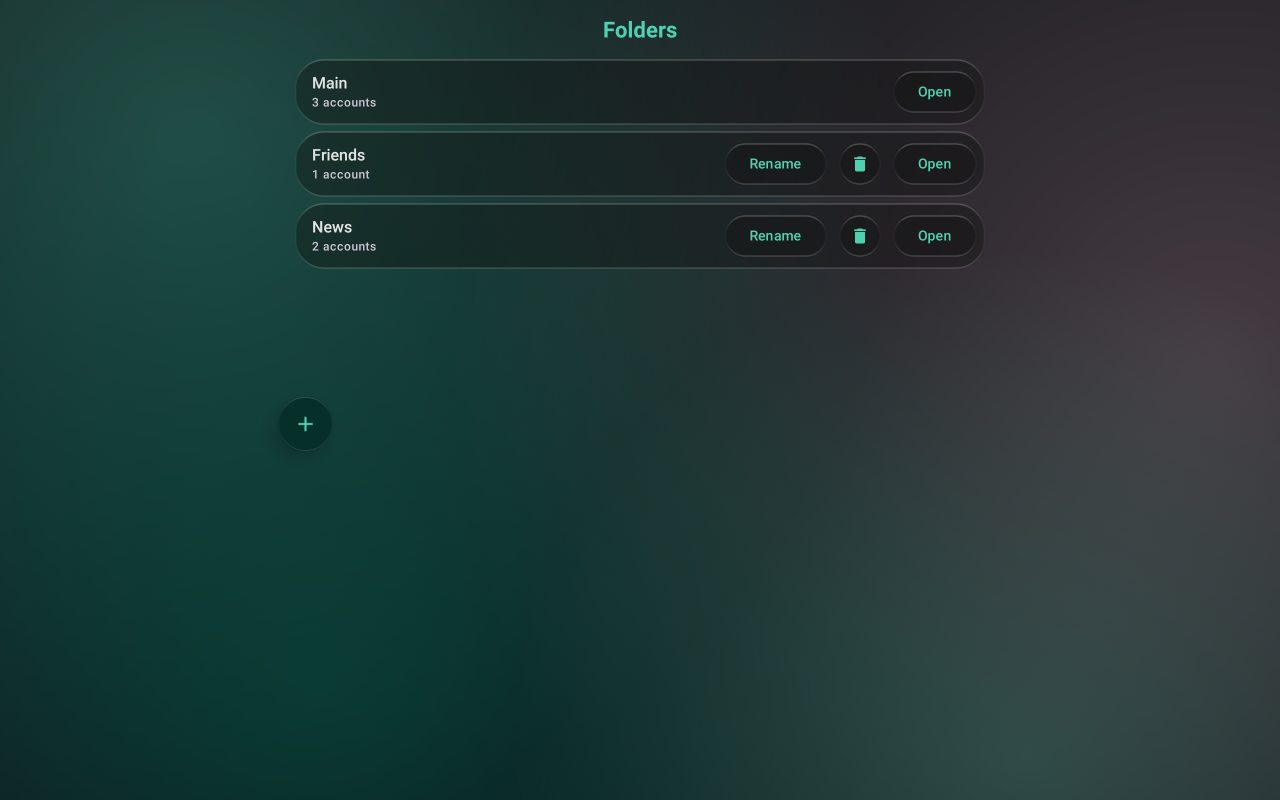 Folders
Main
3 accounts
Open
Friends
1 account
Rename
Open
News
2 accounts
Rename
Open